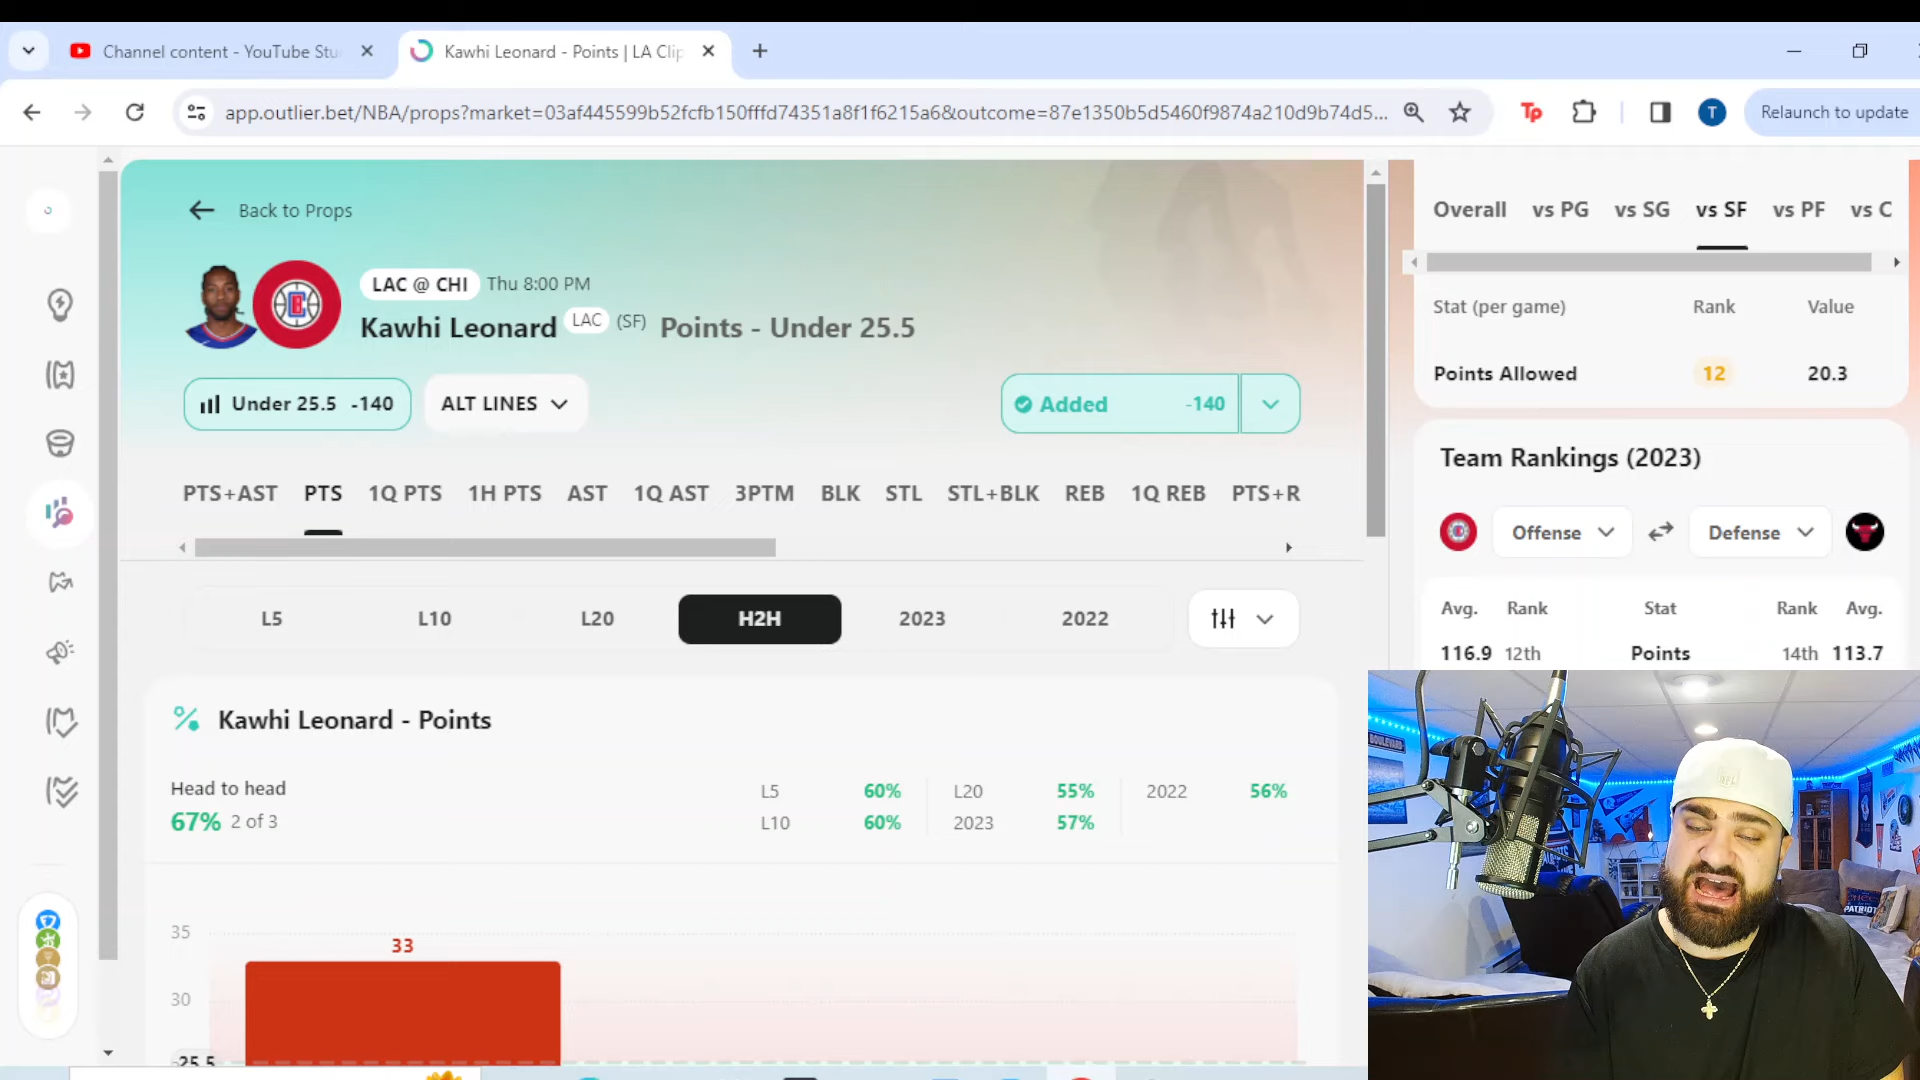 Channel content - YouTube Stu
Kawhi Leonard - Points | LA Clip
app.outlier.bet/NBA/props?market=03af445599b52fcfb150fffd74351a8f1f6215a6&outcome=87e1350b5d5460f9874a210d9b74d5...
Tp
T
Relaunch to update
Back to Props
LAC @ CHI Thu 8:00 PM
Kawhi Leonard LAC (SF) Points - Under 25.5
Under 25.5 -140
ALT LINES
Added -140
PTS+AST PTS 1Q PTS 1H PTS AST 1Q AST 3PTM BLK STL STL+BLK REB 1Q REB PTS+R
L5 L10 L20 H2H 2023 2022
Kawhi Leonard - Points
Head to head
67% 2 of 3
L5 60% L20 55% 2022 56%
L10 60% 2023 57%
35
33
30
25.5
Overall vs PG vs SG vs SF vs PF vs C
Stat (per game) Rank Value
Points Allowed 12 20.3
Team Rankings (2023)
Offense Defense
Avg. Rank Stat Rank Avg.
116.9 12th Points 14th 113.7
BOULEVARD
PATRIOT